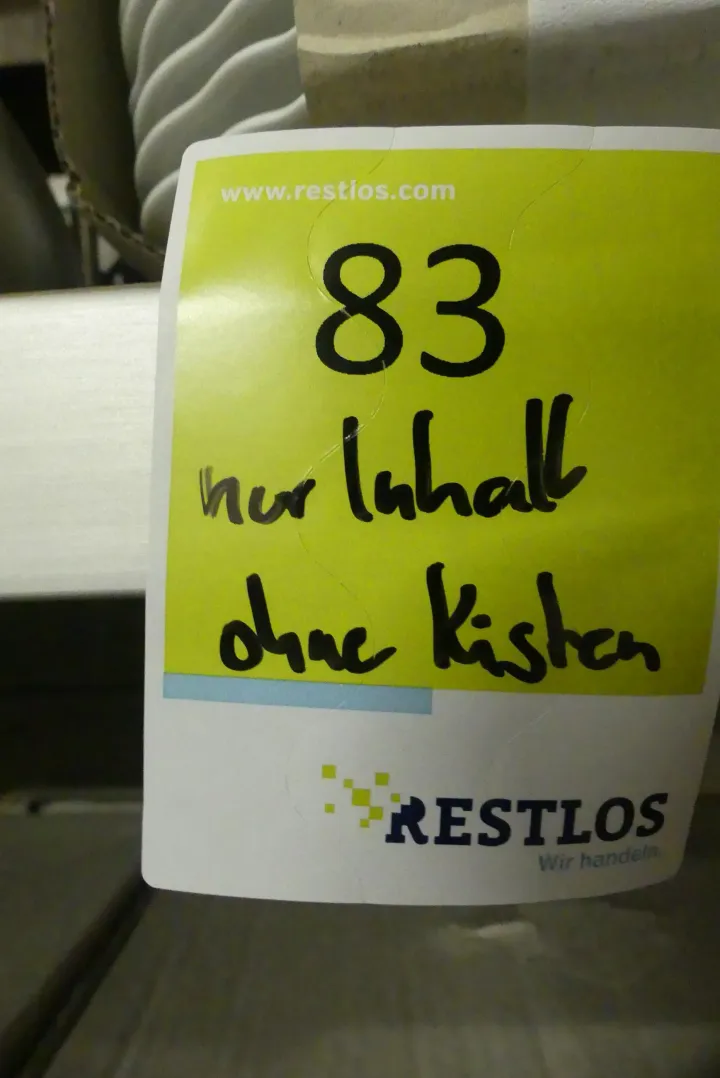 www.restlos.com
83
nur Inhalt
ohne Kisten
RESTLOS
Wir handeln.